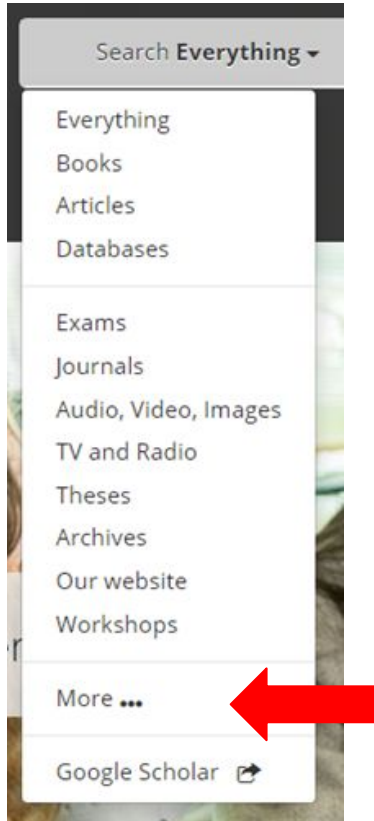 Search Everything
Everything
Books
Articles
Databases
Exams
Journals
Audio, Video, Images
TV and Radio
Theses
Archives
Our website
Workshops
More ...
Google Scholar